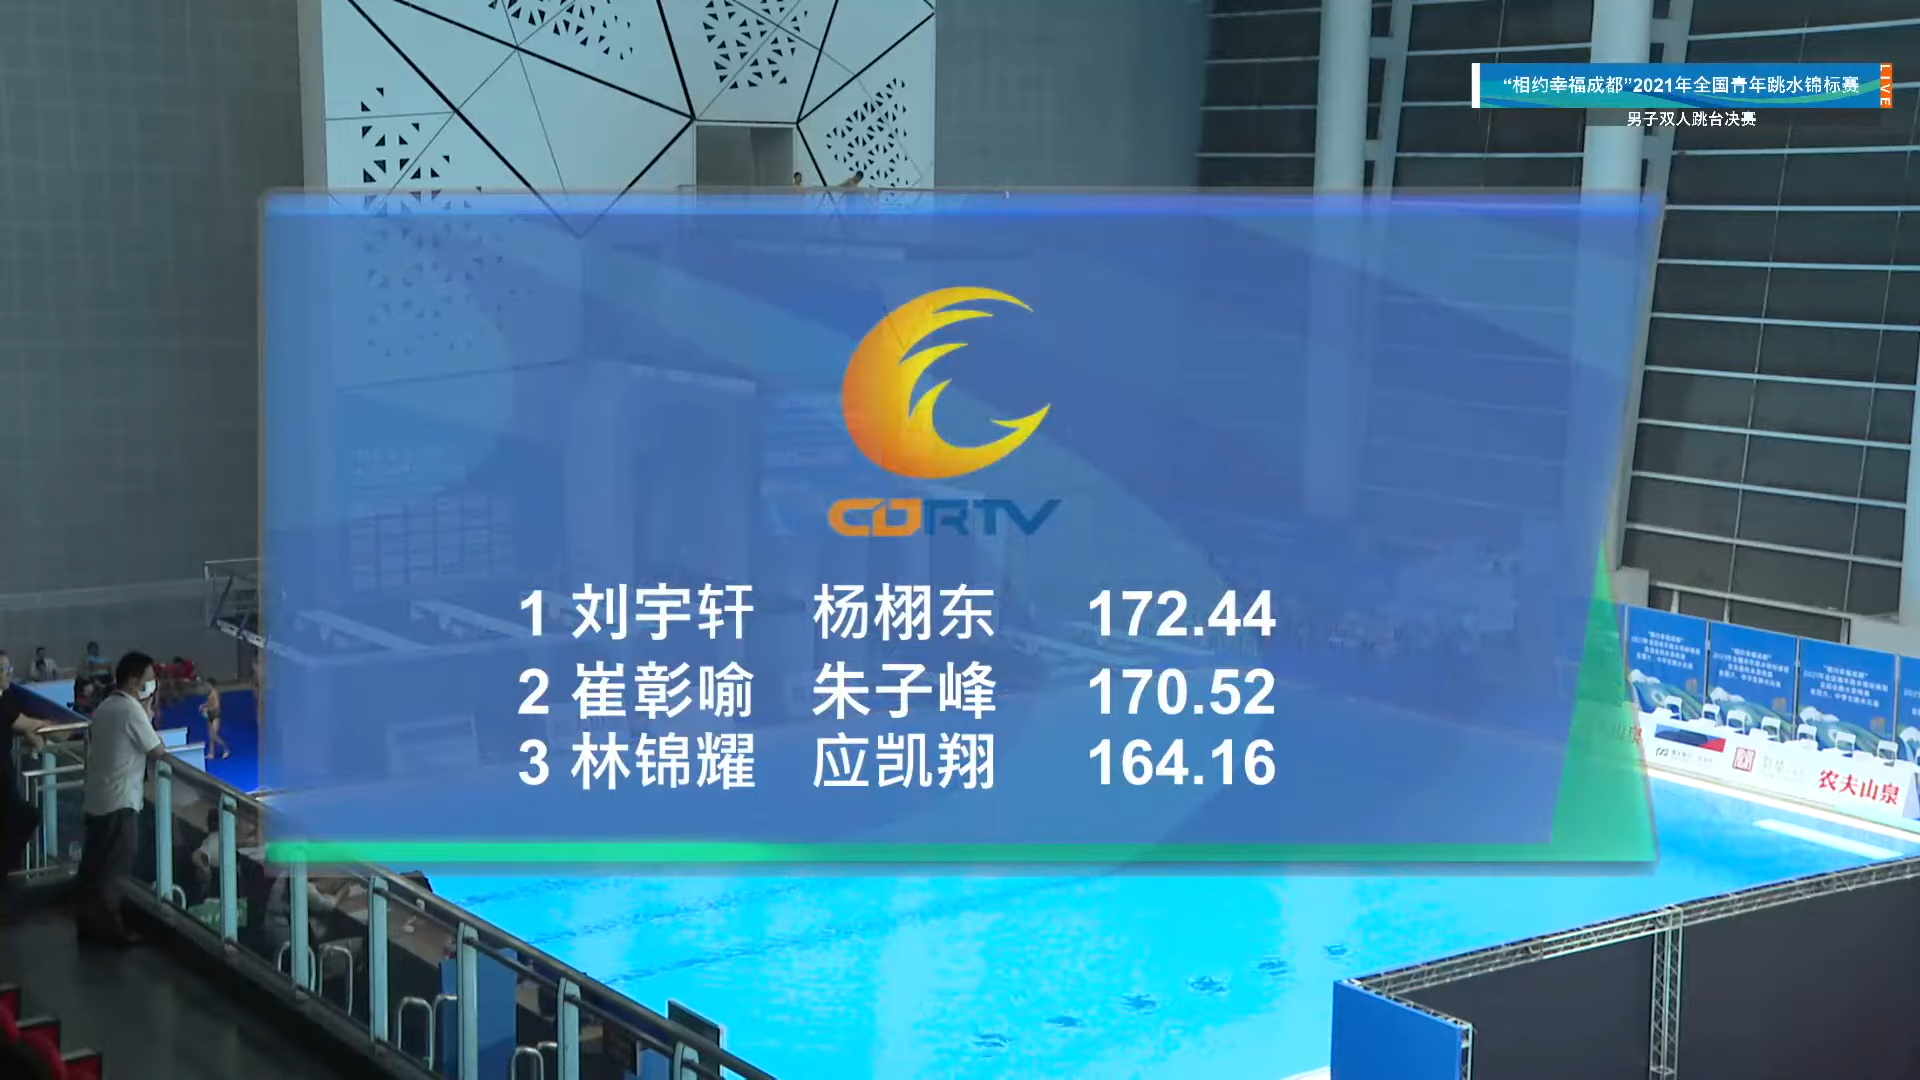 “相约幸福成都”2021年全国青年跳水锦标赛
LIVE
男子双人跳台决赛
CDRTV
1 刘宇轩 杨栩东 172.44
2 崔彰喻 朱子峰 170.52
3 林锦耀 应凯翔 164.16
农夫山泉